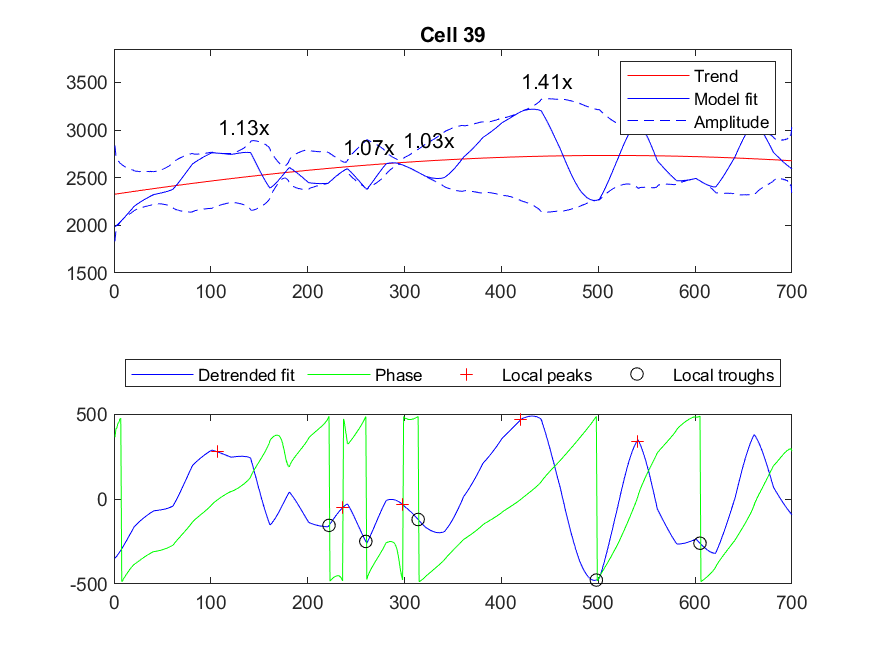 Cell 39
3500
3000
2500
2000
1500
0
100
200
300
400
500
600
700
1.13x
1.07x
1.03x
1.41x
Trend
Model fit
Amplitude
Detrended fit
Phase
Local peaks
Local troughs
500
0
-500
0
100
200
300
400
500
600
700